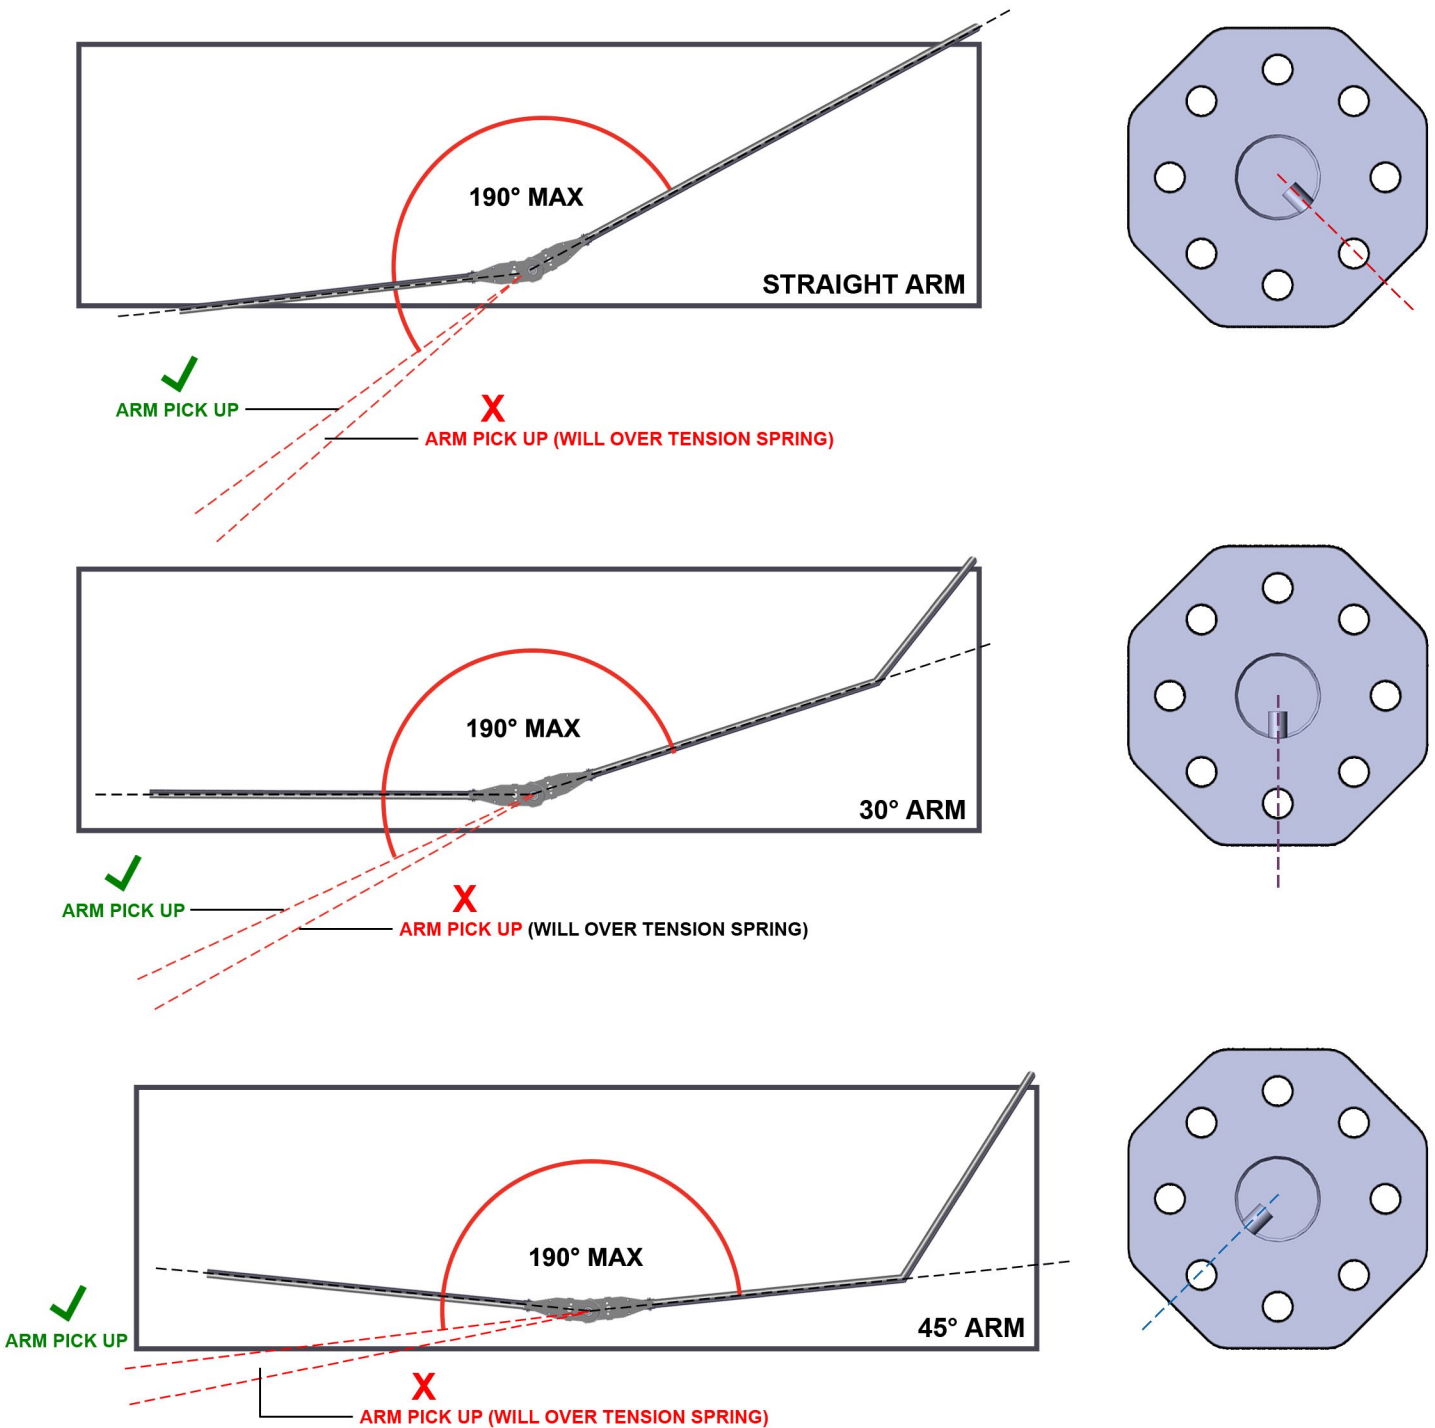 190° MAX
STRAIGHT ARM
ARM PICK UP
X
ARM PICK UP (WILL OVER TENSION SPRING)
190° MAX
30° ARM
ARM PICK UP
X
ARM PICK UP (WILL OVER TENSION SPRING)
190° MAX
45° ARM
ARM PICK UP
X
ARM PICK UP (WILL OVER TENSION SPRING)